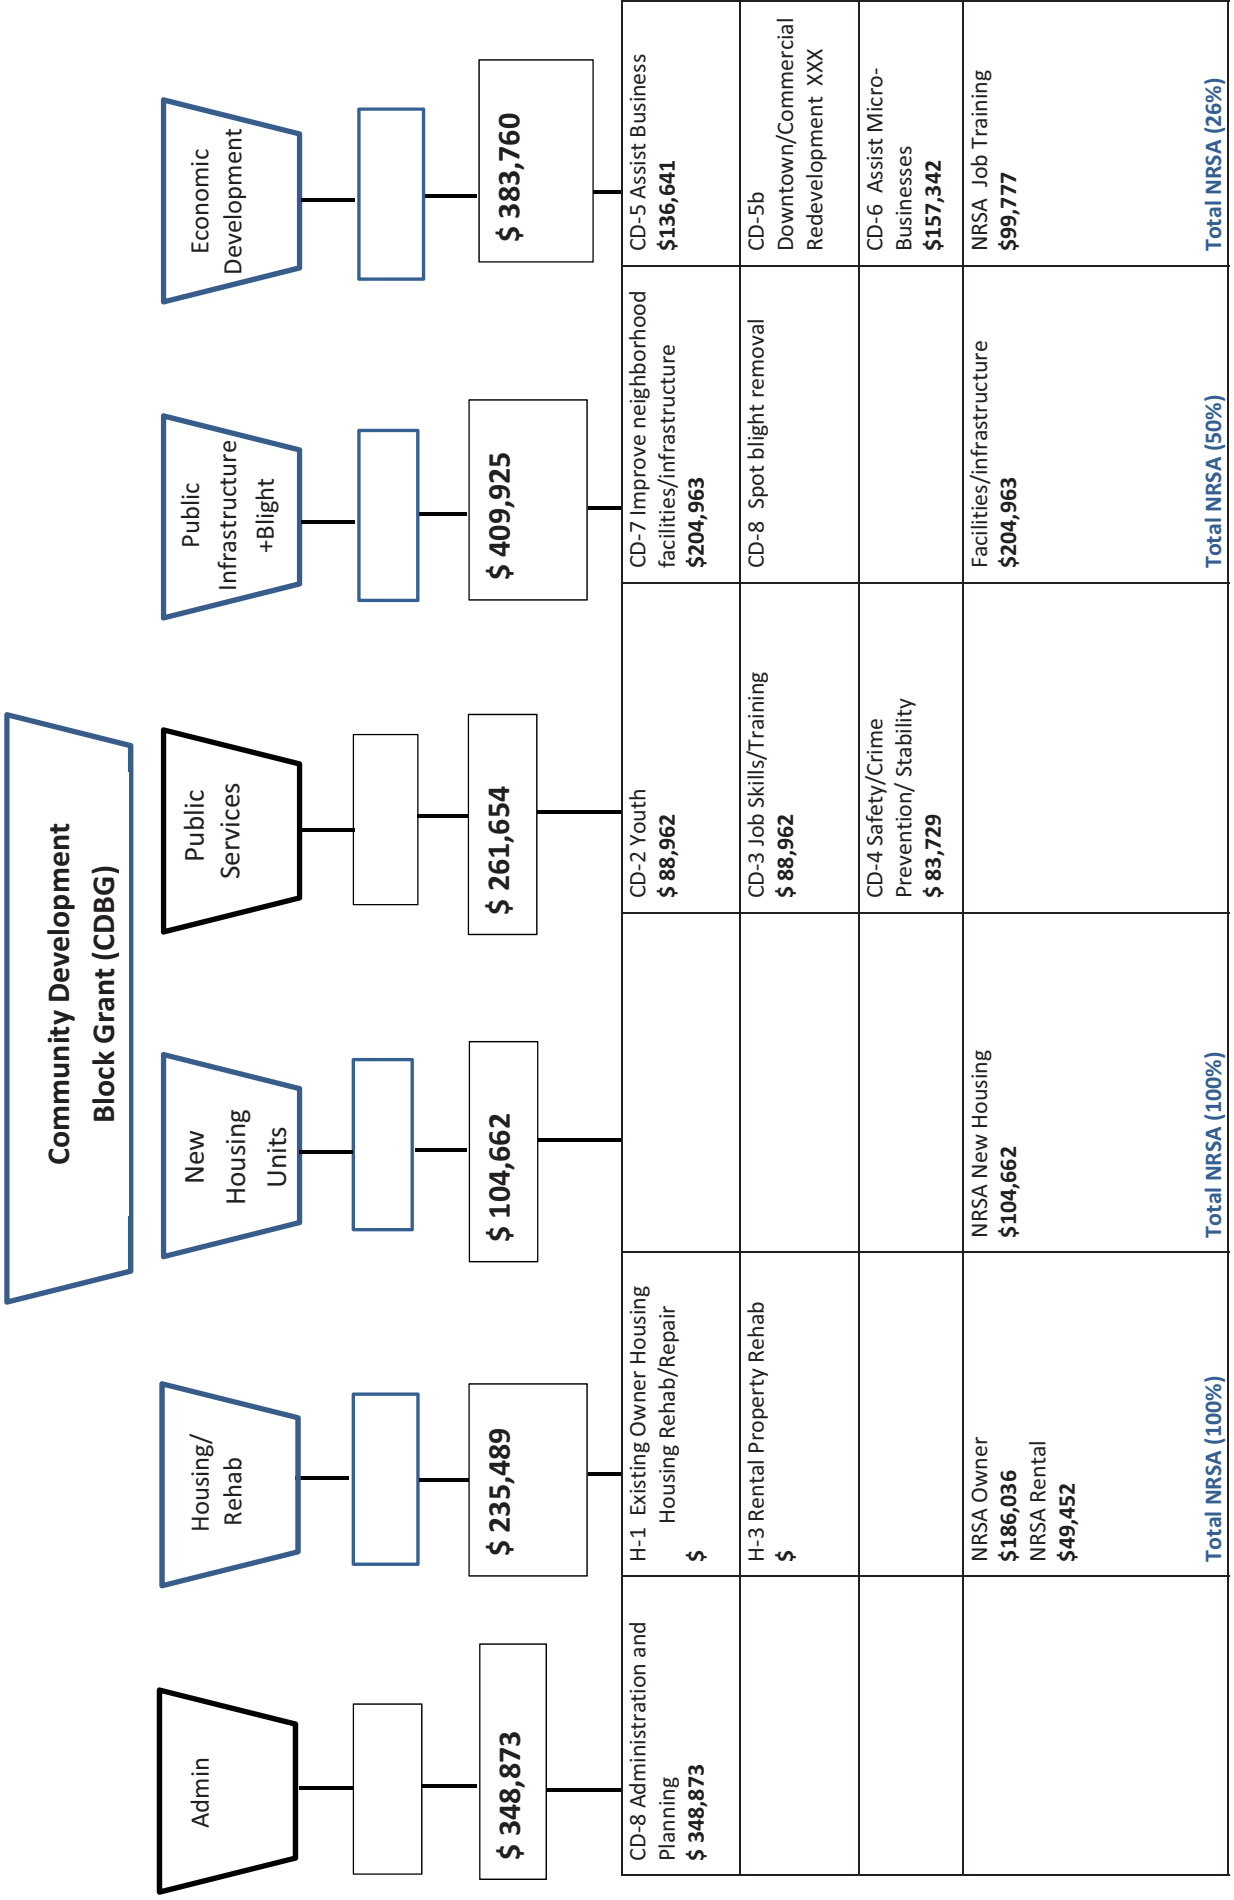 Community Development
Block Grant (CDBG)
Admin
Housing/
Rehab
New
Housing
Units
Public
Services
Public
Infrastructure
+Blight
Economic
Development
$ 348,873
$ 235,489
$ 104,662
$ 261,654
$ 409,925
$ 383,760
CD-8 Administration and
Planning
$ 348,873
H-1 Existing Owner Housing
Housing Rehab/Repair
$
CD-2 Youth
$ 88,962
CD-7 Improve neighborhood
facilities/infrastructure
$204,963
CD-5 Assist Business
$136,641
H-3 Rental Property Rehab
$
CD-3 Job Skills/Training
$ 88,962
CD-8 Spot blight removal
CD-5b
Downtown/Commercial
Redevelopment XXX
CD-4 Safety/Crime
Prevention/ Stability
$ 83,729
CD-6 Assist Micro-
Businesses
$157,342
NRSA Owner
$186,036
NRSA Rental
$49,452
Total NRSA (100%)
NRSA New Housing
$104,662
Total NRSA (100%)
Facilities/infrastructure
$204,963
Total NRSA (50%)
NRSA Job Training
$99,777
Total NRSA (26%)